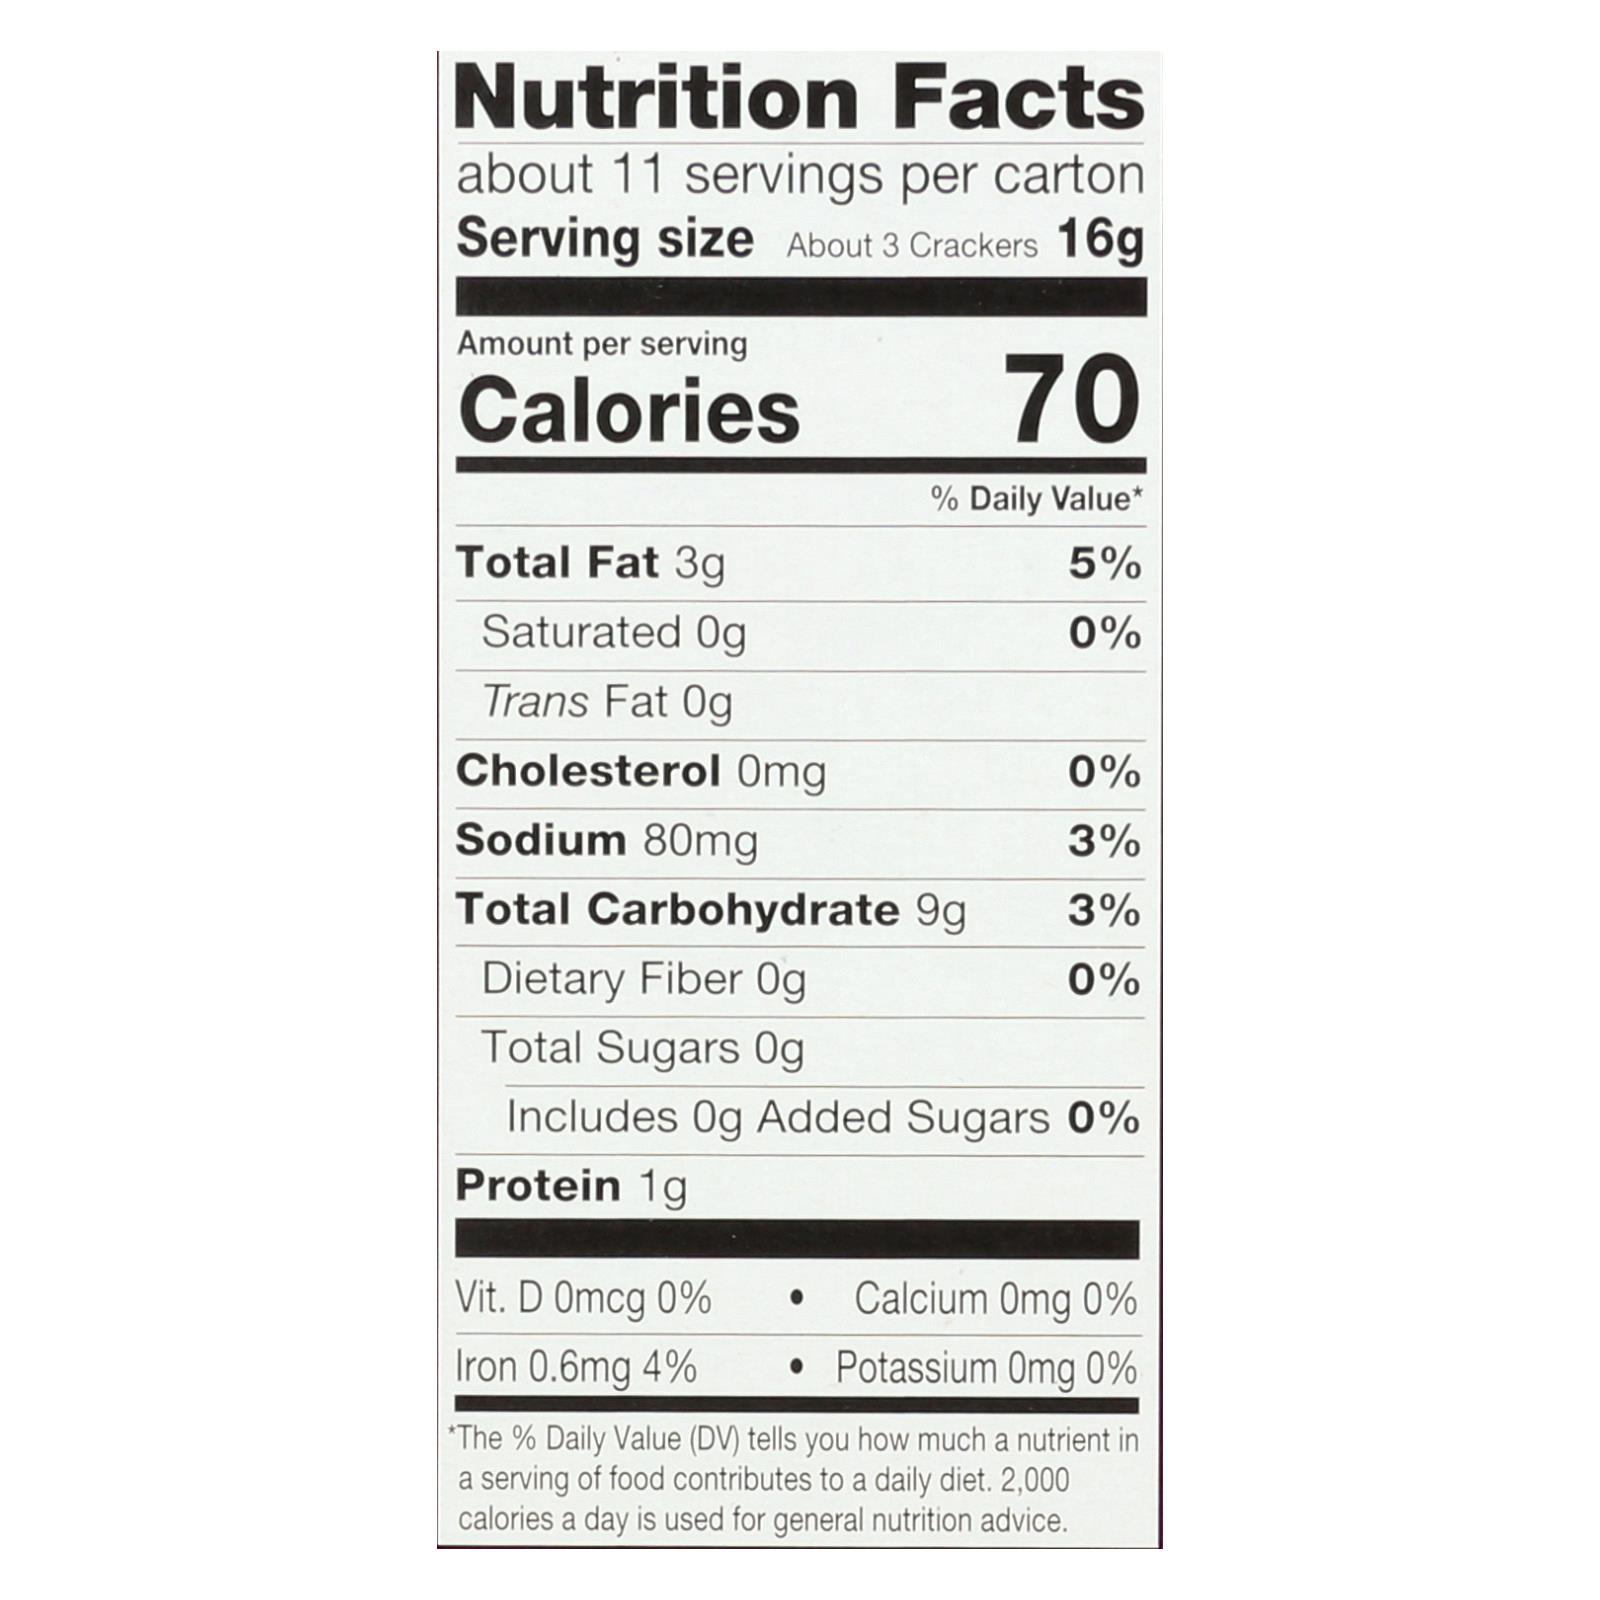 Nutrition Facts
about 11 servings per carton
Serving size About 3 Crackers 16g
Amount per serving
Calories 70
% Daily Value*
Total Fat 3g 5%
Saturated 0g 0%
Trans Fat 0g
Cholesterol 0mg 0%
Sodium 80mg 3%
Total Carbohydrate 9g 3%
Dietary Fiber 0g 0%
Total Sugars 0g
Includes 0g Added Sugars 0%
Protein 1g
Vit. D 0mcg 0% • Calcium 0mg 0%
Iron 0.6mg 4% • Potassium 0mg 0%
*The % Daily Value (DV) tells you how much a nutrient in
a serving of food contributes to a daily diet. 2,000
calories a day is used for general nutrition advice.